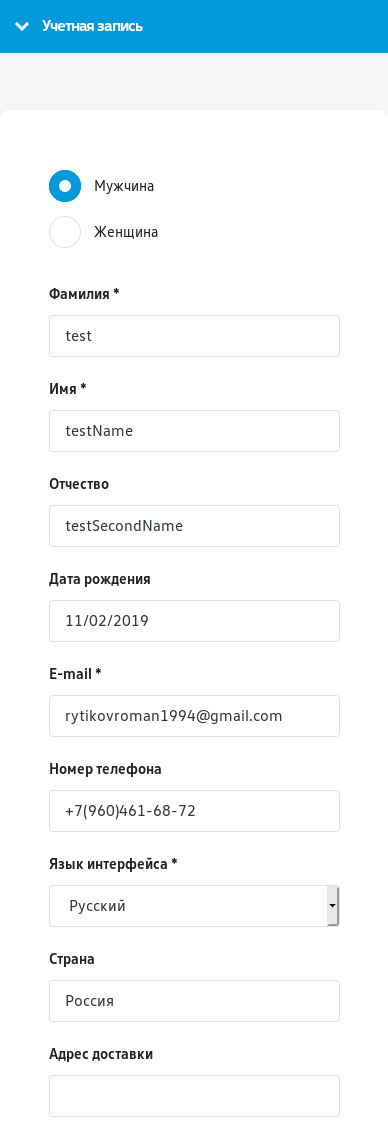 Учетная запись
Мужчина
Женщина
Фамилия *
test
Имя *
testName
Отчество
testSecondName
Дата рождения
11/02/2019
E-mail *
rytikovroman1994@gmail.com
Номер телефона
+7(960)461-68-72
Язык интерфейса *
Русский
Страна
Россия
Адрес доставки